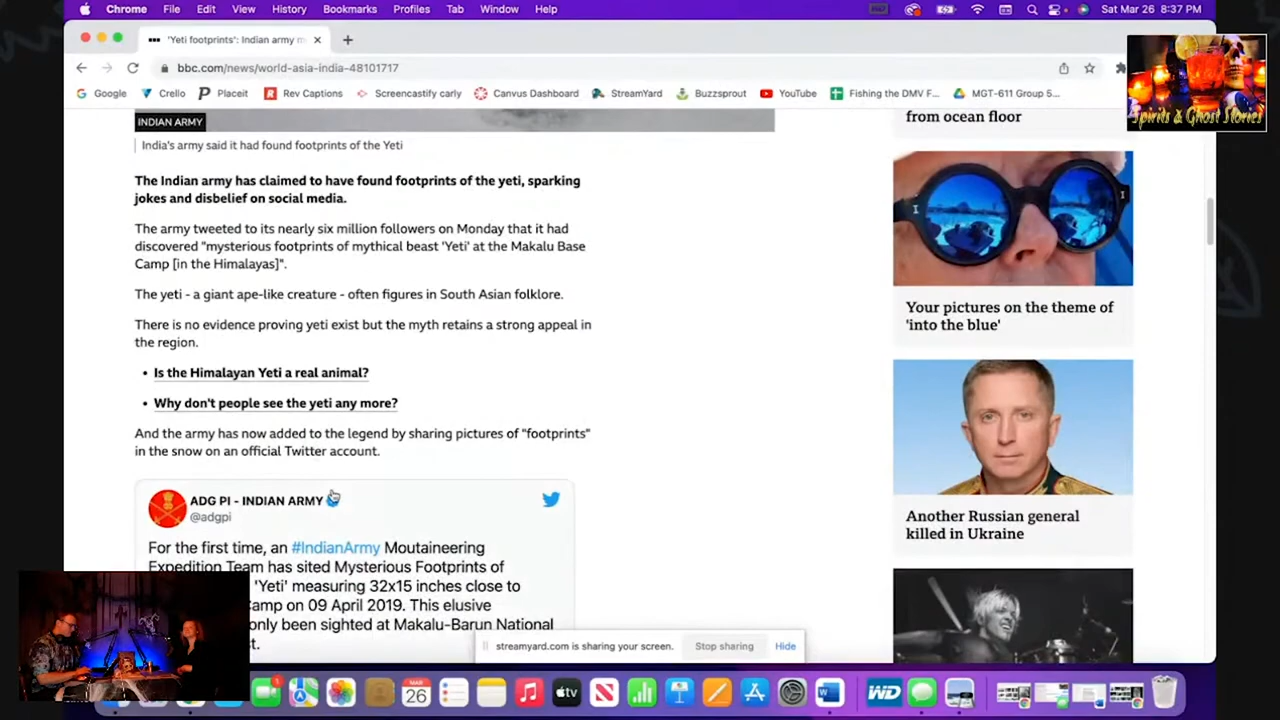 Chrome File Edit View History Bookmarks Profiles Tab Window Help Sat Mar 26 8:37 PM
'Yeti footprints': Indian army m
bbc.com/news/world-asia-india-48101717
Google Crello Placeit Rev Captions Screencastify carly Canvus Dashboard StreamYard Buzzsprout YouTube Fishing the DMV F... MGT-611 Group 5...
Spirits & Ghost Stories
INDIAN ARMY
India's army said it had found footprints of the Yeti
The Indian army has claimed to have found footprints of the yeti, sparking
jokes and disbelief on social media.
The army tweeted to its nearly six million followers on Monday that it had
discovered "mysterious footprints of mythical beast 'Yeti' at the Makalu Base
Camp [in the Himalayas]".
The yeti - a giant ape-like creature - often figures in South Asian folklore.
There is no evidence proving yeti exist but the myth retains a strong appeal in
the region.
• Is the Himalayan Yeti a real animal?
• Why don't people see the yeti any more?
And the army has now added to the legend by sharing pictures of "footprints"
in the snow on an official Twitter account.
ADG PI - INDIAN ARMY
@adgpi
For the first time, an #IndianArmy Moutaineering
Expedition Team has sited Mysterious Footprints of
'Yeti' measuring 32x15 inches close to
amp on 09 April 2019. This elusive
only been sighted at Makalu-Barun National
from ocean floor
Your pictures on the theme of
'into the blue'
Another Russian general
killed in Ukraine
streamyard.com is sharing your screen. Stop sharing Hide
1
MAR
26
tv
W
WD